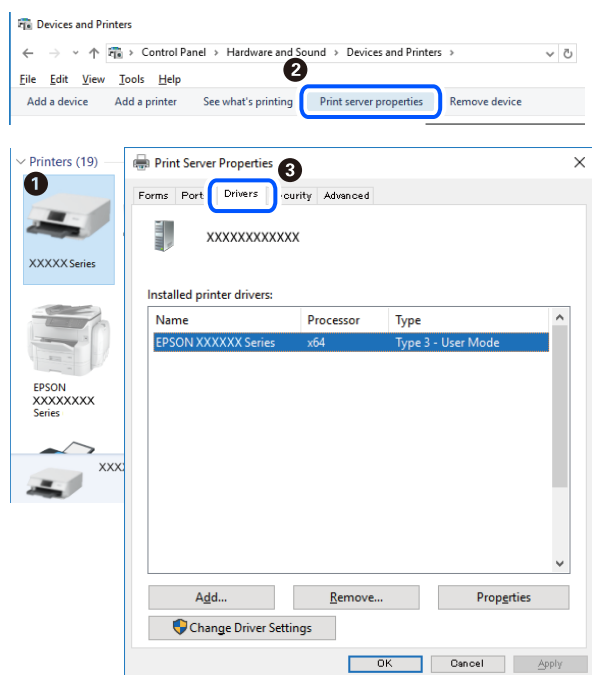 Devices and Printers
Control Panel > Hardware and Sound > Devices and Printers >
2
File Edit View Tools Help
Add a device Add a printer See what's printing Print server properties Remove device
Printers (19)
1
XXXXX Series
EPSON
XXXXXXXX
Series
XXX
Print Server Properties
3
Forms Port Drivers curity Advanced
XXXXXXXXXXXX
Installed printer drivers:
Name Processor Type
EPSON XXXXXX Series x64 Type 3 - User Mode
Add... Remove... Properties
Change Driver Settings
OK Cancel Apply